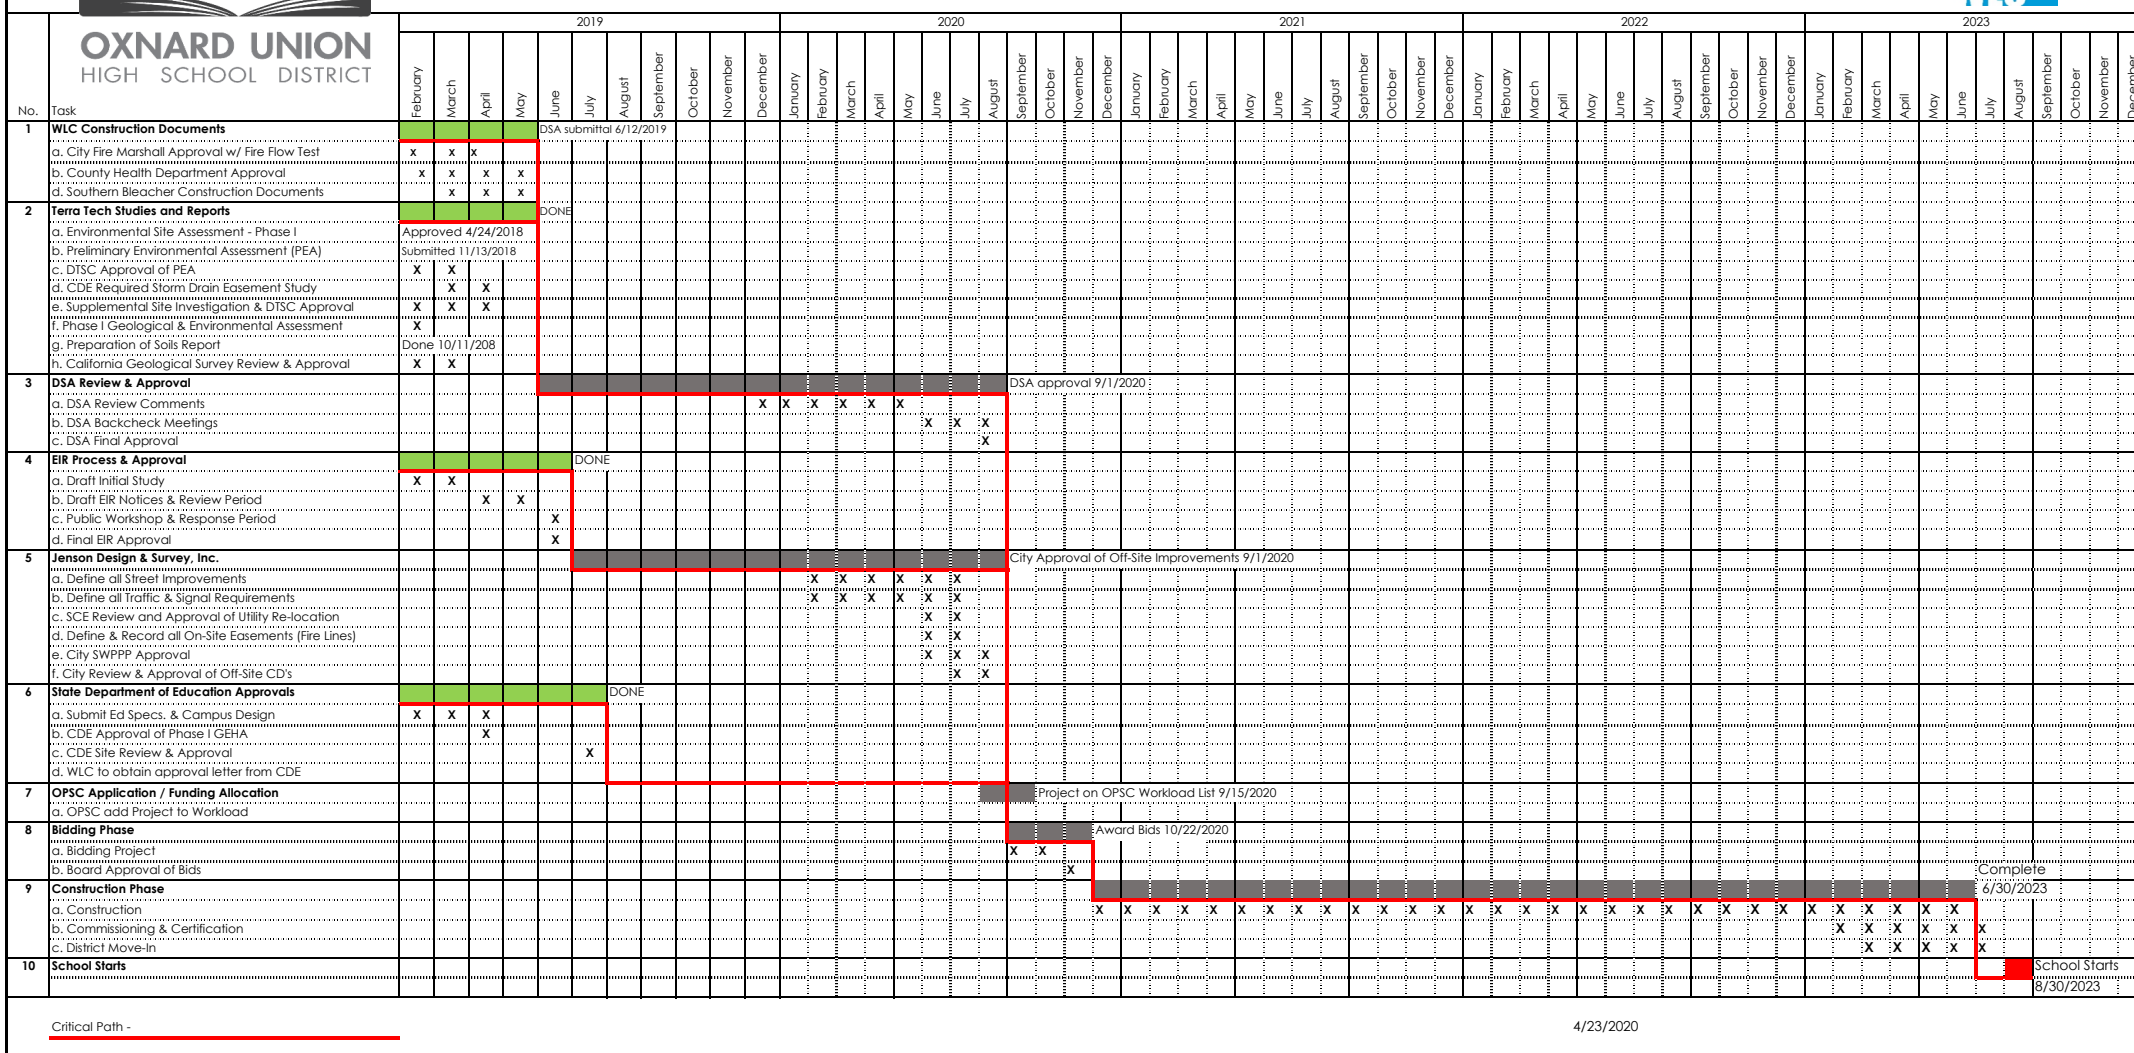 2019 2020 2021 2022 2023
OXNARD UNION
HIGH SCHOOL DISTRICT
No. Task February March April May June July August September October November December January February March April May June July August September October November December January February March April May June July August September October November December January February March April May June July August September October November December January February March April May June July August September October November December
1 WLC Construction Documents DSA submittal 6/12/2019
a. City Fire Marshall Approval w/ Fire Flow Test x x x
b. County Health Department Approval x x x x
d. Southern Bleacher Construction Documents x x x
2 Terra Tech Studies and Reports DONE
a. Environmental Site Assessment - Phase I Approved 4/24/2018
b. Preliminary Environmental Assessment (PEA) Submitted 11/13/2018
c. DTSC Approval of PEA X X
d. CDE Required Storm Drain Easement Study X X
e. Supplemental Site Investigation & DTSC Approval X X X
f. Phase I Geological & Environmental Assessment X
g. Preparation of Soils Report Done 10/11/208
h. California Geological Survey Review & Approval X X
3 DSA Review & Approval DSA approval 9/1/2020
a. DSA Review Comments X X X X X X
b. DSA Backcheck Meetings X X X
c. DSA Final Approval X
4 EIR Process & Approval DONE
a. Draft Initial Study X X
b. Draft EIR Notices & Review Period X X
c. Public Workshop & Response Period X
d. Final EIR Approval X
5 Jenson Design & Survey, Inc. City Approval of Off-Site Improvements 9/1/2020
a. Define all Street Improvements X X X X X X
b. Define all Traffic & Signal Requirements X X X X X X
c. SCE Review and Approval of Utility Re-location X X
d. Define & Record all On-Site Easements (Fire Lines) X X
e. City SWPPP Approval X X X
f. City Review & Approval of Off-Site CD's X X
6 State Department of Education Approvals DONE
a. Submit Ed Specs. & Campus Design X X X
b. CDE Approval of Phase I GEHA X
c. CDE Site Review & Approval X
d. WLC to obtain approval letter from CDE
7 OPSC Application / Funding Allocation Project on OPSC Workload List 9/15/2020
a. OPSC add Project to Workload
8 Bidding Phase Award Bids 10/22/2020
a. Bidding Project X X
b. Board Approval of Bids X Complete
9 Construction Phase 6/30/2023
a. Construction X X X X X X X X X X X X X X X X X X X X X X X X X X X X X X X
b. Commissioning & Certification X X X X X X
c. District Move-In X X X X X
10 School Starts School Starts
8/30/2023
Critical Path - 4/23/2020